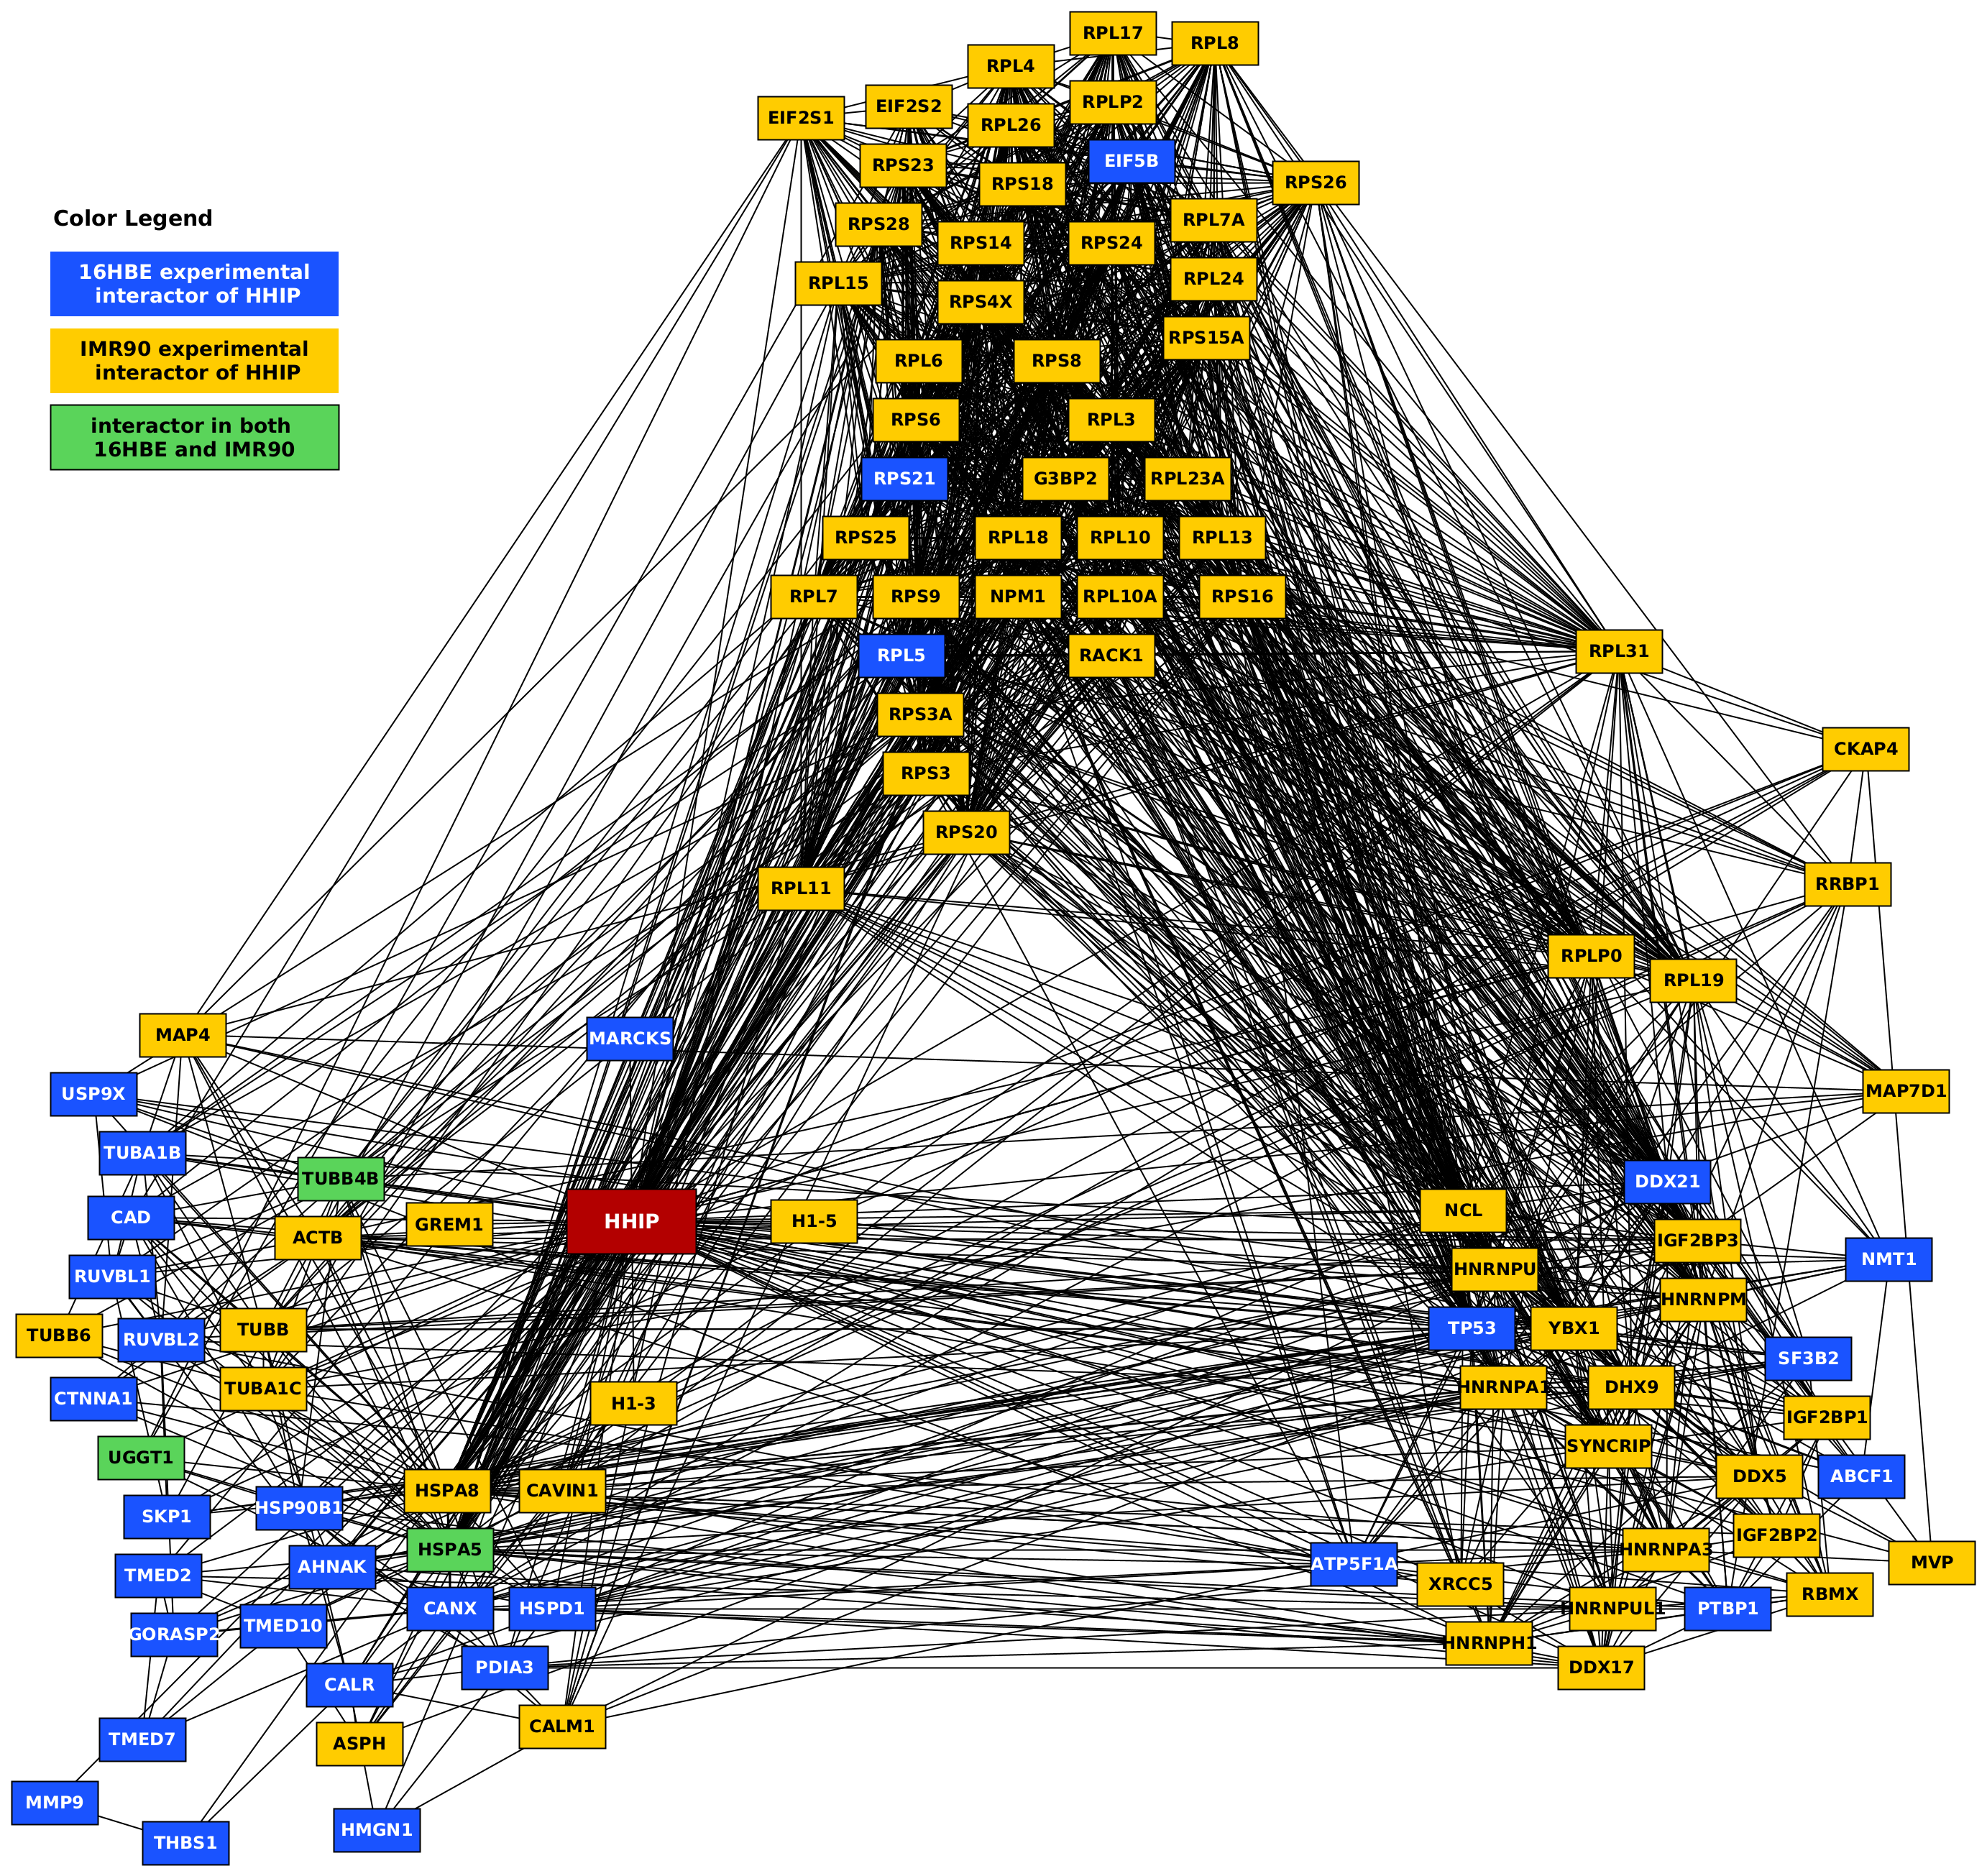 RPL17
RPL8
RPL4
RPLP2
EIF2S2
EIF2S1
RPL26
EIF5B
RPS23
RPS18
RPS26
Color Legend
RPL7A
RPS28
RPS14
RPS24
16HBE experimental
interactor of HHIP
RPL24
RPL15
RPS4X
RPS15A
IMR90 experimental
interactor of HHIP
RPL6
RPS8
RPS6
RPL3
interactor in both
16HBE and IMR90
RPS21
G3BP2
RPL23A
RPS25
RPL18
RPL10
RPL13
RPL7
RPS9
NPM1
RPL10A
RPS16
RPL5
RACK1
RPL31
RPS3A
CKAP4
RPS3
RPS20
RPL11
RRBP1
RPLP0
RPL19
MAP4
MARCKS
USP9X
MAP7D1
TUBA1B
TUBB4B
DDX21
CAD
GREM1
HHIP
H1-5
NCL
ACTB
IGF2BP3
NMT1
RUVBL1
HNRNPU
HNRNPM
TUBB6
RUVBL2
TUBB
TP53
YBX1
SF3B2
CTNNA1
TUBA1C
H1-3
HNRNPA1
DHX9
IGF2BP1
UGGT1
SYNCRIP
DDX5
ABCF1
HSPA8
CAVIN1
SKP1
HSP90B1
IGF2BP2
HSPA5
HNRNPA3
MVP
TMED2
AHNAK
ATP5F1A
XRCC5
RBMX
CANX
HSPD1
HNRNPUL1
PTBP1
GORASP2
TMED10
HNRNPH1
PDIA3
DDX17
CALR
CALM1
TMED7
ASPH
MMP9
HMGN1
THBS1